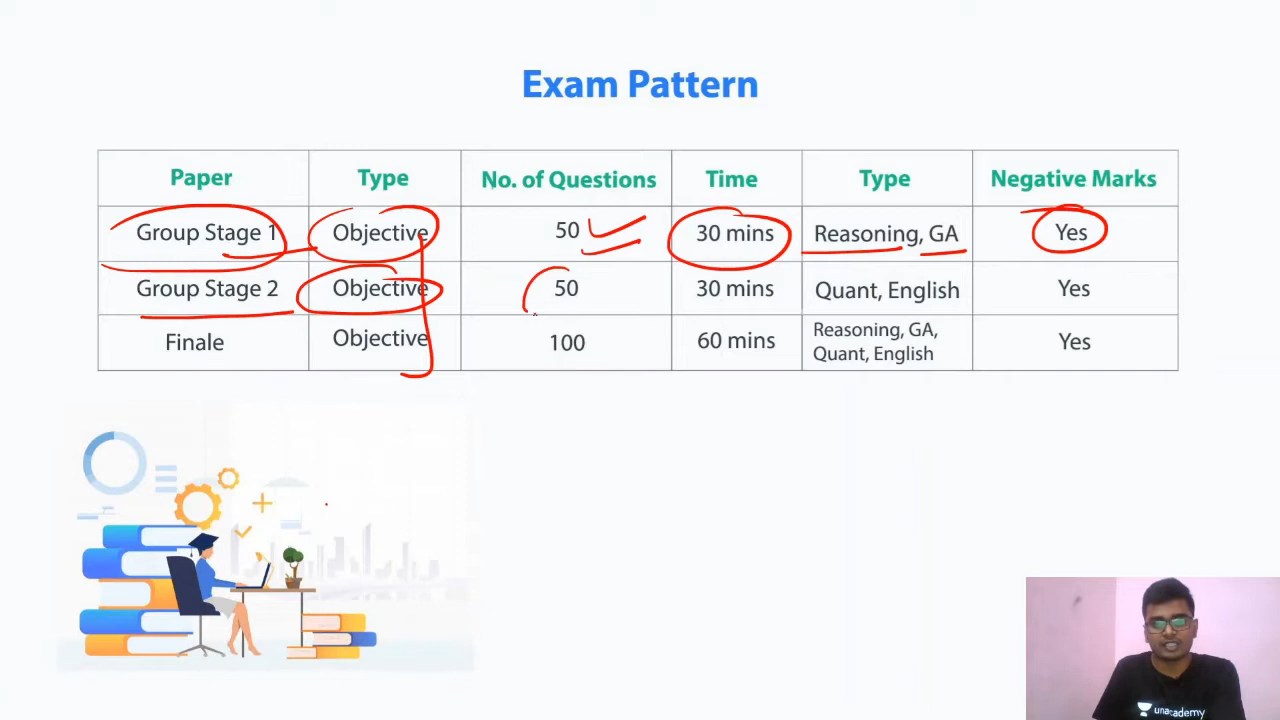 Exam Pattern
Paper Type No. of Questions Time Type Negative Marks
Group Stage 1 Objective 50 30 mins Reasoning, GA Yes
Group Stage 2 Objective 50 30 mins Quant, English Yes
Finale Objective 100 60 mins Reasoning, GA, Quant, English Yes
unacademy